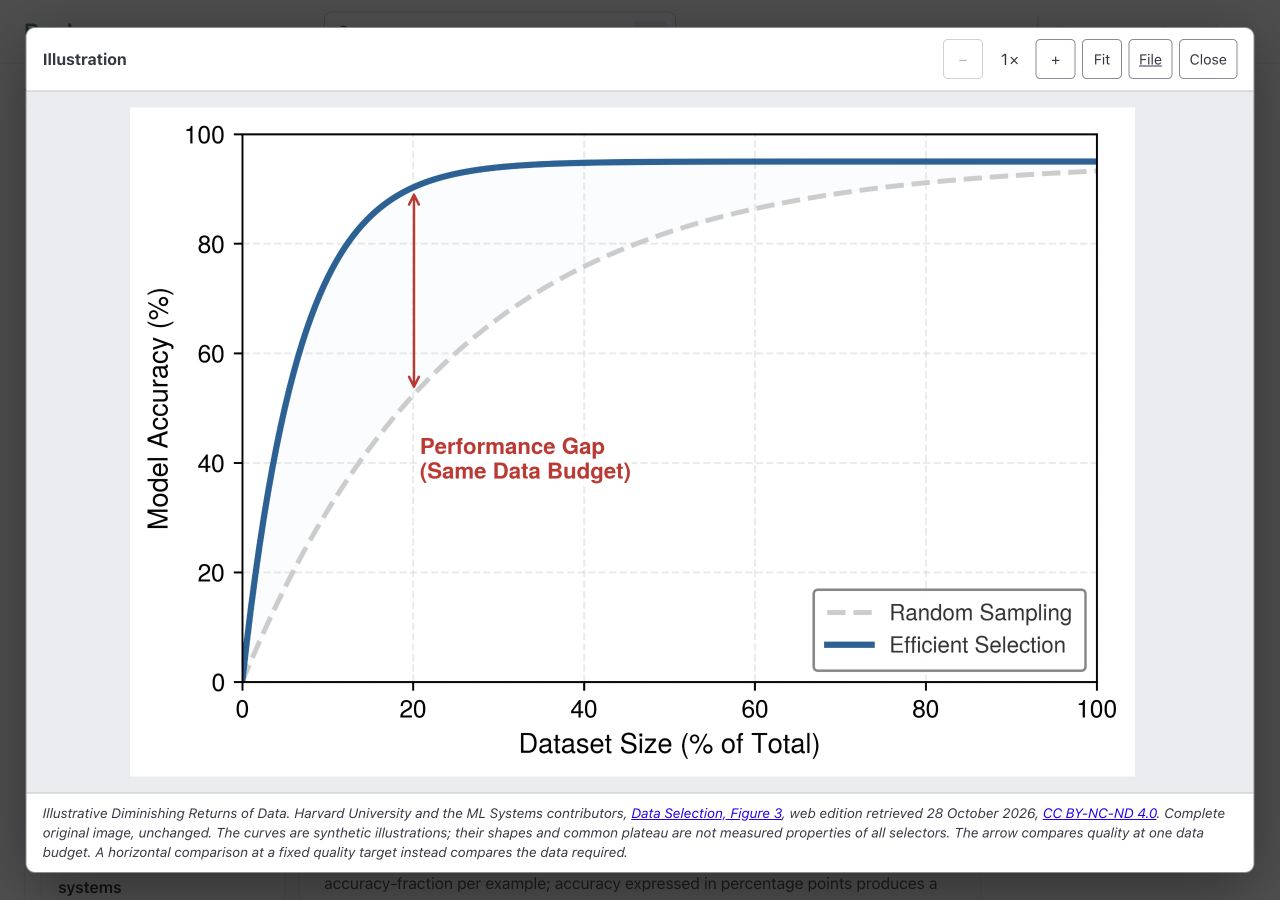 Illustration
−
1×
+
Fit
File
Close
100
80
60
40
20
0
Model Accuracy (%)
Performance Gap
(Same Data Budget)
Random Sampling
Efficient Selection
0 20 40 60 80 100
Dataset Size (% of Total)
Illustrative Diminishing Returns of Data. Harvard University and the ML Systems contributors, Data Selection, Figure 3, web edition retrieved 28 October 2026, CC BY-NC-ND 4.0. Complete
original image, unchanged. The curves are synthetic illustrations; their shapes and common plateau are not measured properties of all selectors. The arrow compares quality at one data
budget. A horizontal comparison at a fixed quality target instead compares the data required.
systems
accuracy-fraction per example; accuracy expressed in percentage points produces a